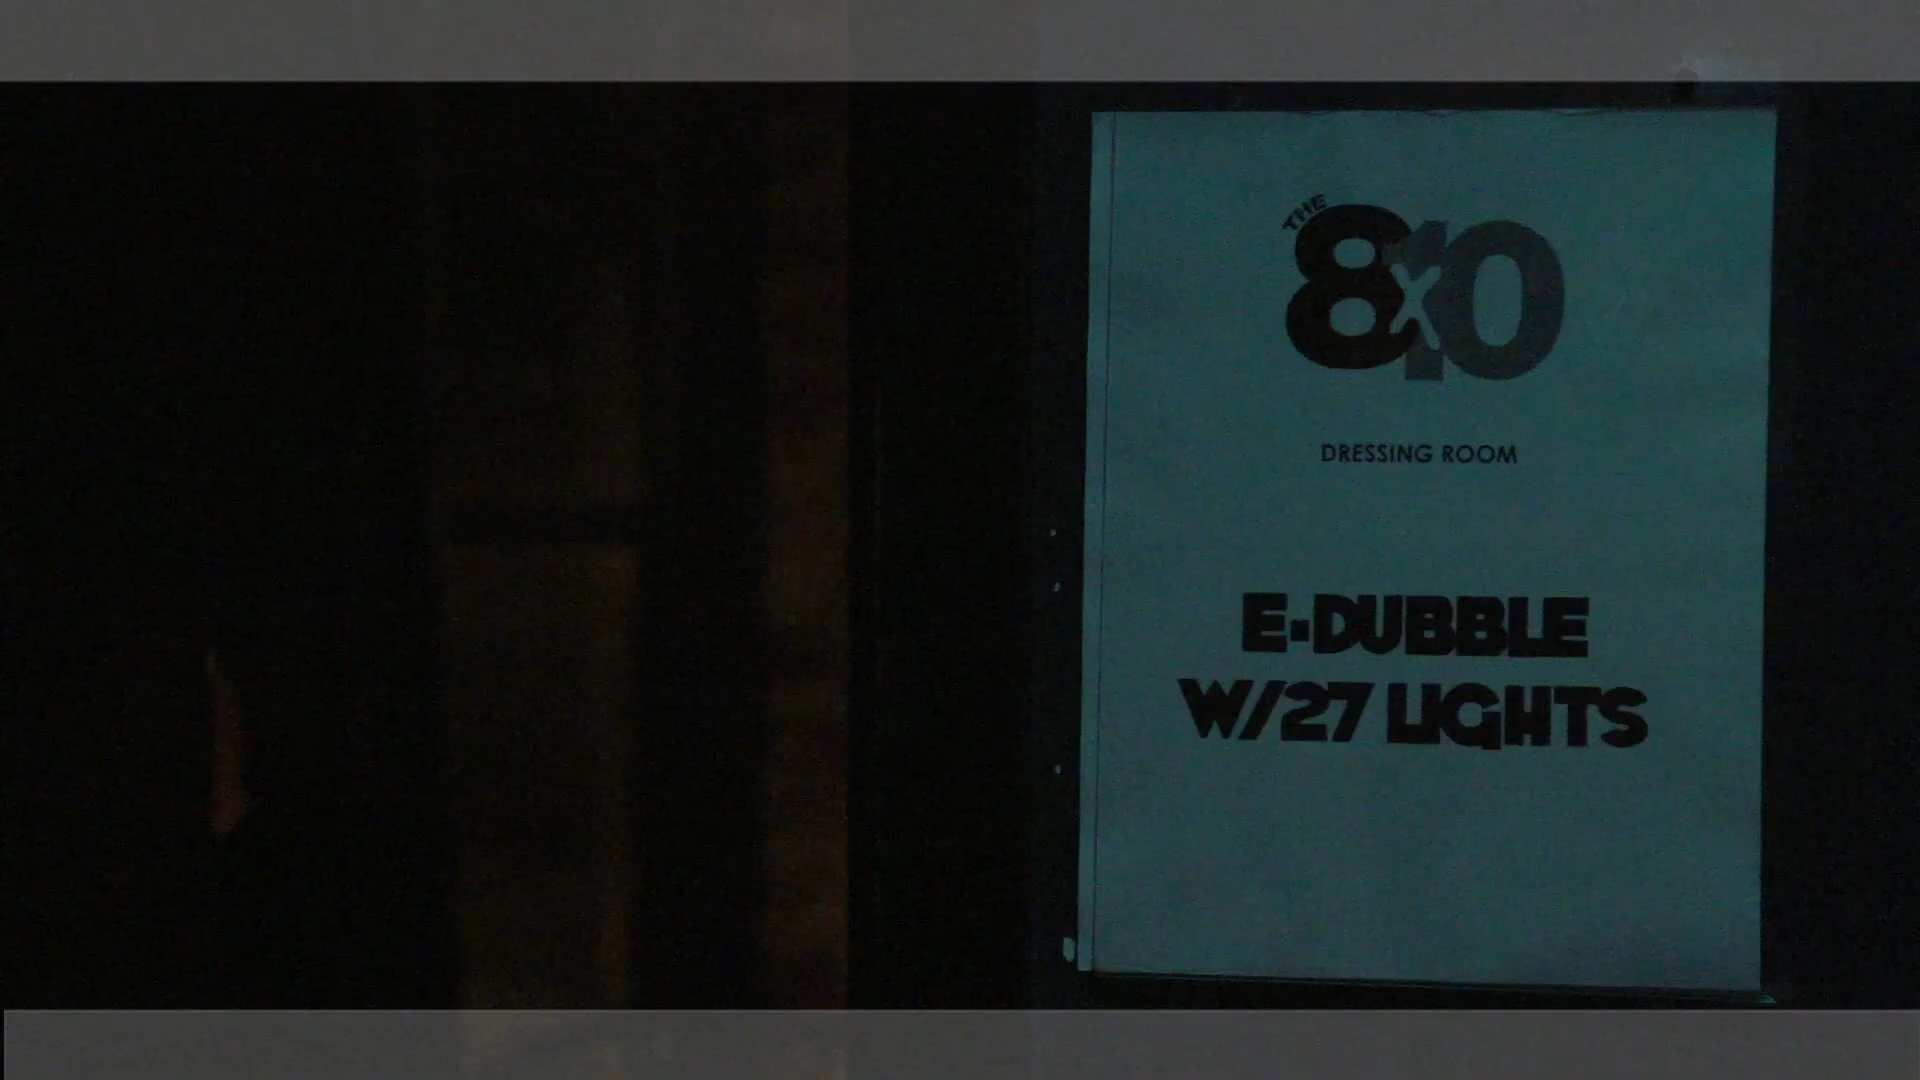 THE
8x10
DRESSING ROOM
E-DUBBLE
W/27 LIGHTS